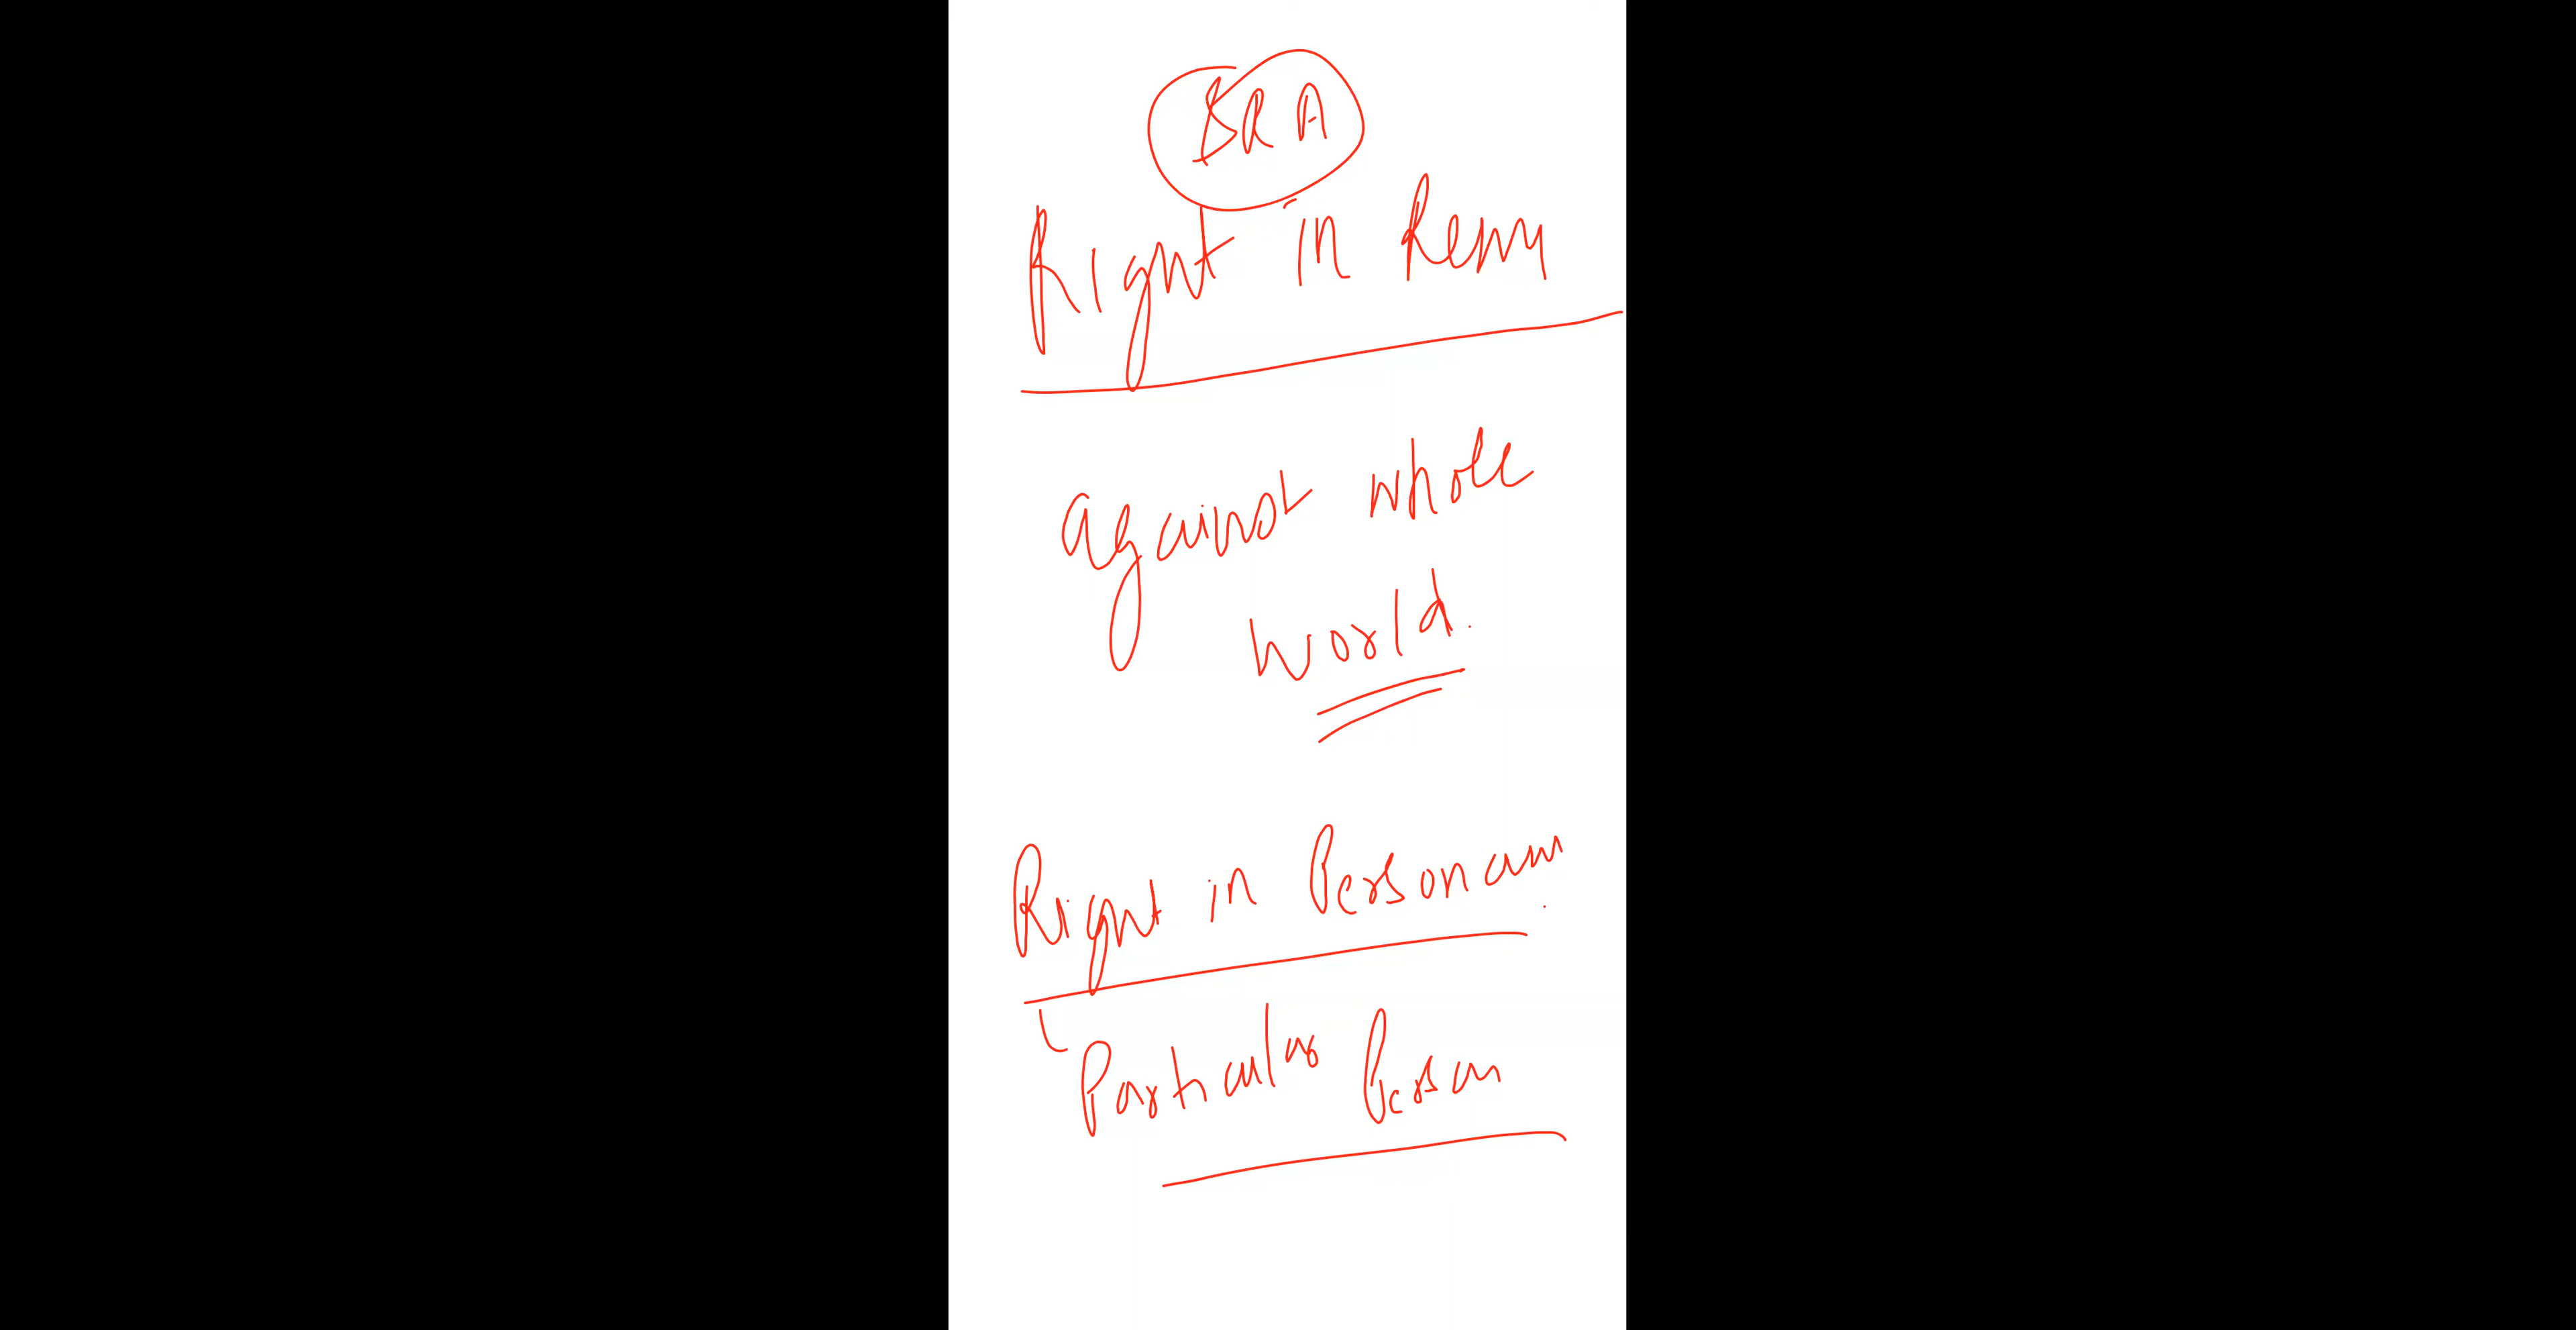 SRA
Right in Rem
against whole
world.
Right in Personam
Particular Person